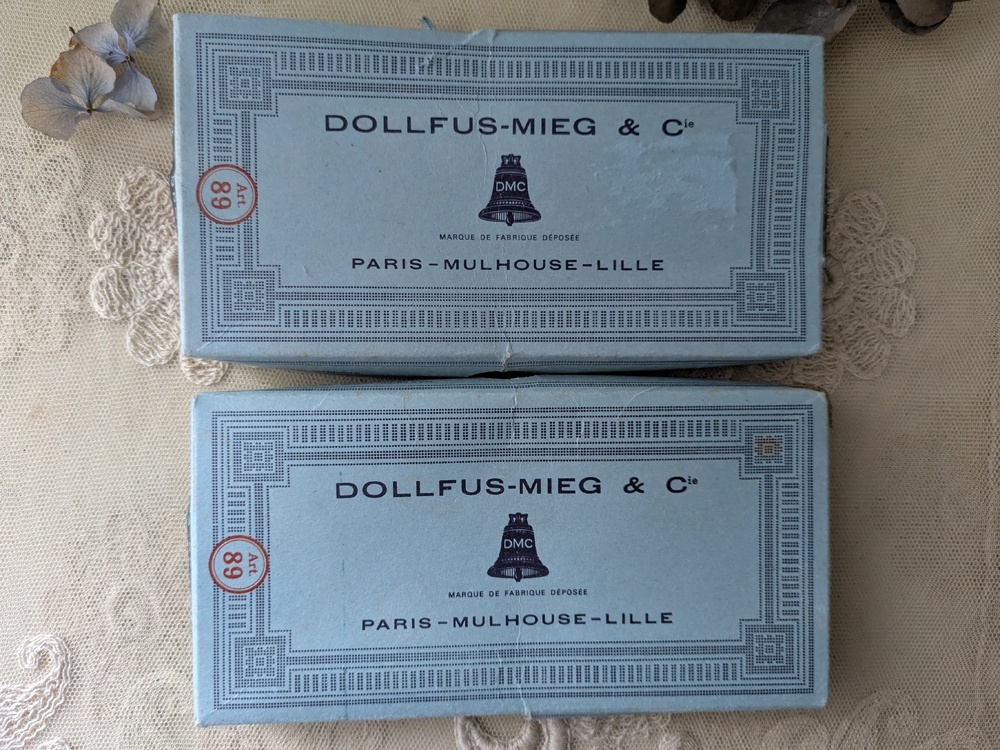 DOLLFUS-MIEG & Cie
DMC
MARQUE DE FABRIQUE DÉPOSÉE
PARIS-MULHOUSE-LILLE
Art.
89
DOLLFUS-MIEG & Cie
DMC
MARQUE DE FABRIQUE DÉPOSÉE
PARIS-MULHOUSE-LILLE
Art.
89